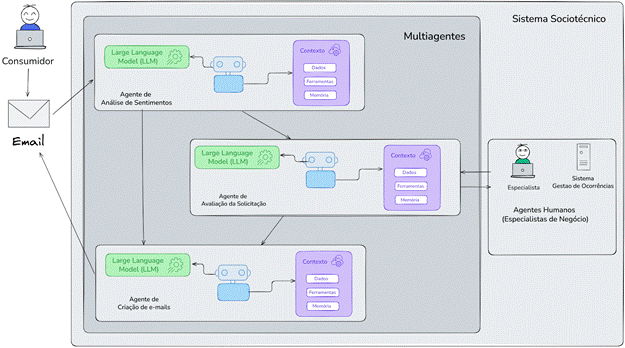 Sistema Sociotécnico
Multiagentes
Consumidor
Email
Large Language
Model (LLM)
Contexto
Dados
Ferramentas
Memória
Agente de
Análise de Sentimentos
Large Language
Model (LLM)
Contexto
Dados
Ferramentas
Memória
Agente de
Avaliação da Solicitação
Especialista
Sistema
Gestao de Ocorrências
Agentes Humanos
(Especialistas de Negócio)
Large Language
Model (LLM)
Contexto
Dados
Ferramentas
Memória
Agente de
Criação de e-mails